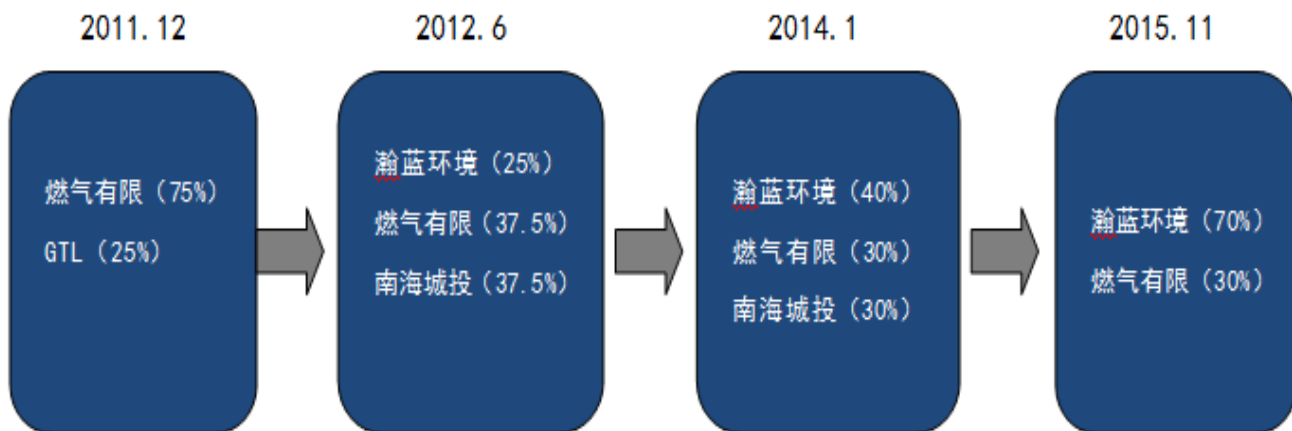 2011.12
燃气有限（75%）
GTL（25%）
2012.6
瀚蓝环境（25%）
燃气有限（37.5%）
南海城投（37.5%）
2014.1
瀚蓝环境（40%）
燃气有限（30%）
南海城投（30%）
2015.11
瀚蓝环境（70%）
燃气有限（30%）